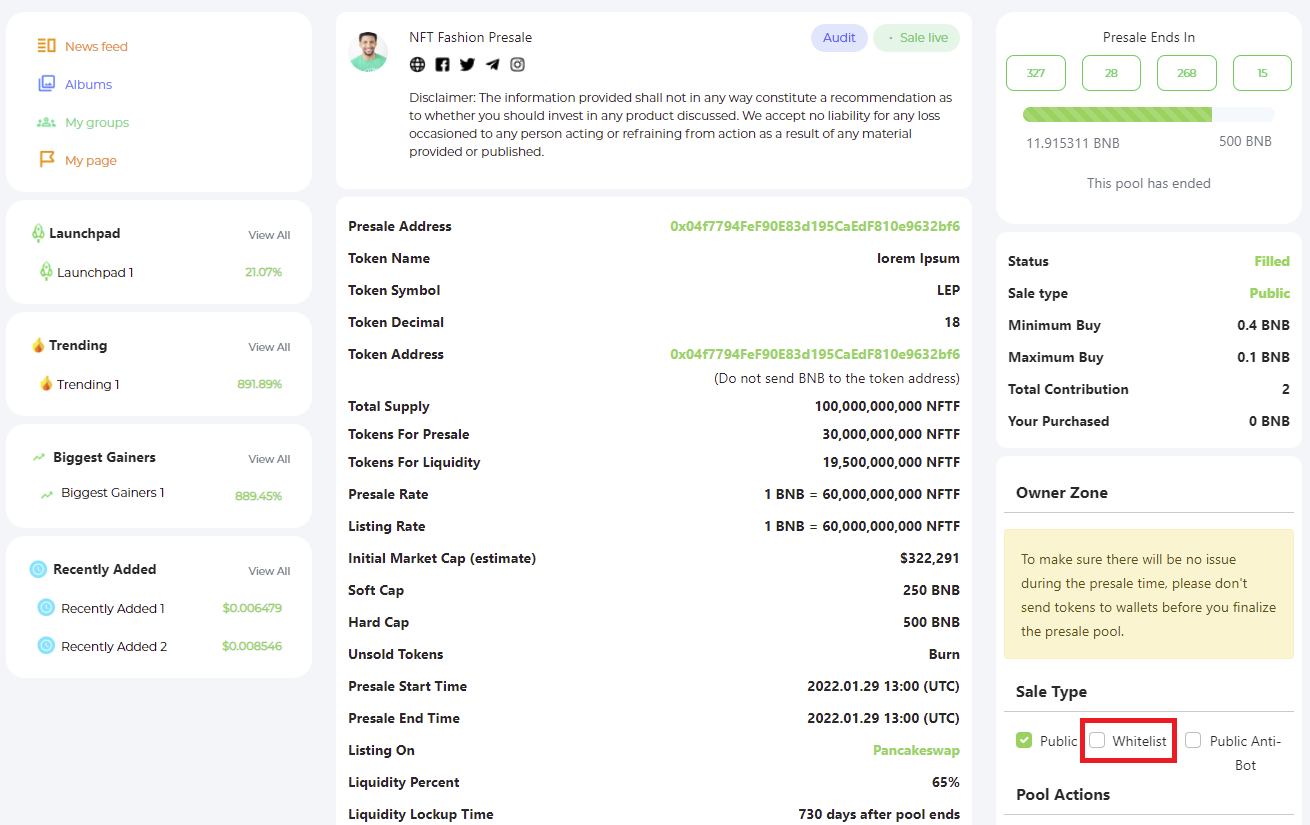 News feed
Albums
My groups
My page
Launchpad View All
Launchpad 1 21.07%
Trending View All
Trending 1 891.89%
Biggest Gainers View All
Biggest Gainers 1 889.45%
Recently Added View All
Recently Added 1 $0.006479
Recently Added 2 $0.008546
NFT Fashion Presale Audit · Sale live
Disclaimer: The information provided shall not in any way constitute a recommendation as
to whether you should invest in any product discussed. We accept no liability for any loss
occasioned to any person acting or refraining from action as a result of any material
provided or published.
Presale Address 0x04f7794FeF90E83d195CaEdF810e9632bf6
Token Name lorem Ipsum
Token Symbol LEP
Token Decimal 18
Token Address 0x04f7794FeF90E83d195CaEdF810e9632bf6
(Do not send BNB to the token address)
Total Supply 100,000,000,000 NFTF
Tokens For Presale 30,000,000,000 NFTF
Tokens For Liquidity 19,500,000,000 NFTF
Presale Rate 1 BNB = 60,000,000,000 NFTF
Listing Rate 1 BNB = 60,000,000,000 NFTF
Initial Market Cap (estimate) $322,291
Soft Cap 250 BNB
Hard Cap 500 BNB
Unsold Tokens Burn
Presale Start Time 2022.01.29 13:00 (UTC)
Presale End Time 2022.01.29 13:00 (UTC)
Listing On Pancakeswap
Liquidity Percent 65%
Liquidity Lockup Time 730 days after pool ends
Presale Ends In
327 28 268 15
11.915311 BNB 500 BNB
This pool has ended
Status Filled
Sale type Public
Minimum Buy 0.4 BNB
Maximum Buy 0.1 BNB
Total Contribution 2
Your Purchased 0 BNB
Owner Zone
To make sure there will be no issue
during the presale time, please don't
send tokens to wallets before you finalize
the presale pool.
Sale Type
Public Whitelist Public Anti-
Bot
Pool Actions